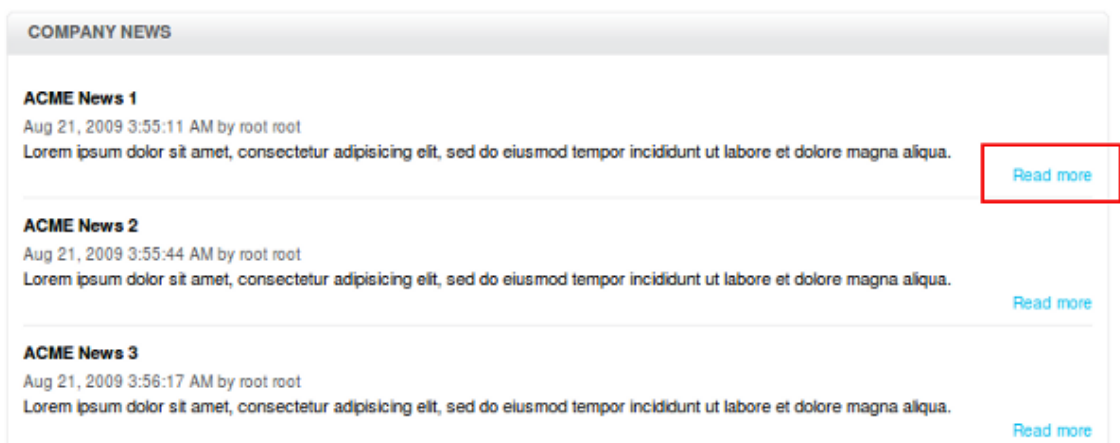 COMPANY NEWS
ACME News 1
Aug 21, 2009 3:55:11 AM by root root
Lorem ipsum dolor sit amet, consectetur adipisicing elit, sed do eiusmod tempor incididunt ut labore et dolore magna aliqua.
Read more
ACME News 2
Aug 21, 2009 3:55:44 AM by root root
Lorem ipsum dolor sit amet, consectetur adipisicing elit, sed do eiusmod tempor incididunt ut labore et dolore magna aliqua.
Read more
ACME News 3
Aug 21, 2009 3:56:17 AM by root root
Lorem ipsum dolor sit amet, consectetur adipisicing elit, sed do eiusmod tempor incididunt ut labore et dolore magna aliqua.
Read more